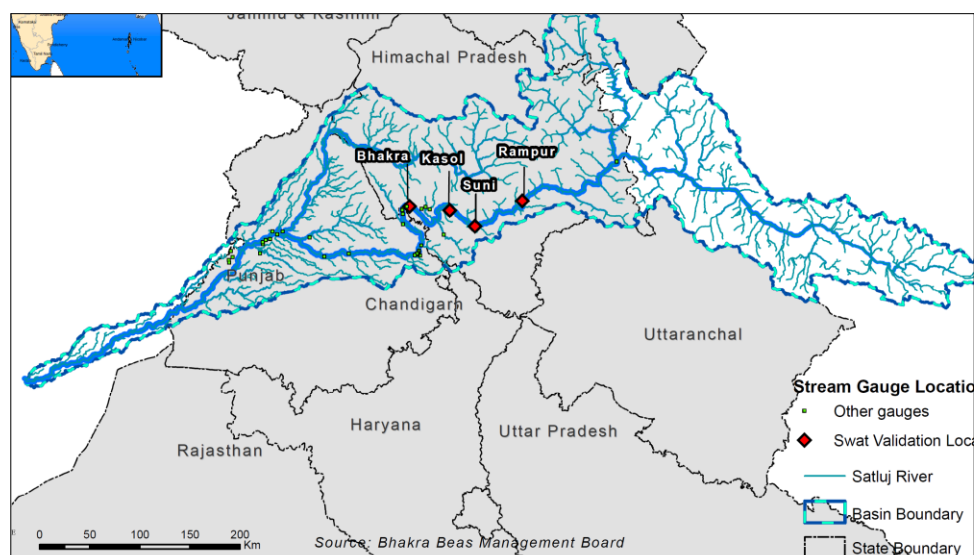 Jammu & Kashmir
Himachal Pradesh
Bhakra
Kasol
Rampur
Suni
Punjab
Chandigarh
Uttaranchal
Haryana
Uttar Pradesh
Rajasthan
Stream Gauge Locatio
Other gauges
Swat Validation Loca
Satluj River
Basin Boundary
State Boundary
0 50 100 150 200
Km
Source: Bhakra Beas Management Board